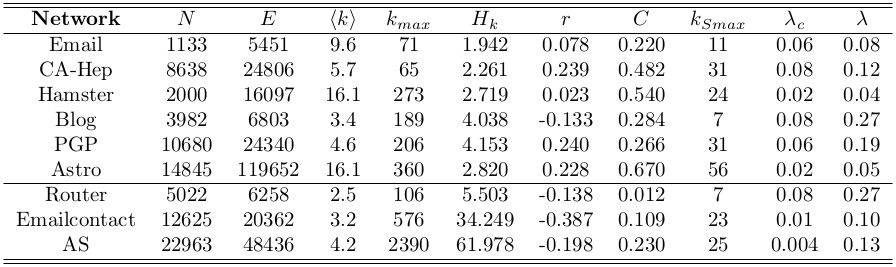 Network N E ⟨k⟩ k_max H_k r C k_Smax λ_c λ
Email 1133 5451 9.6 71 1.942 0.078 0.220 11 0.06 0.08
CA-Hep 8638 24806 5.7 65 2.261 0.239 0.482 31 0.08 0.12
Hamster 2000 16097 16.1 273 2.719 0.023 0.540 24 0.02 0.04
Blog 3982 6803 3.4 189 4.038 -0.133 0.284 7 0.08 0.27
PGP 10680 24340 4.6 206 4.153 0.240 0.266 31 0.06 0.19
Astro 14845 119652 16.1 360 2.820 0.228 0.670 56 0.02 0.05
Router 5022 6258 2.5 106 5.503 -0.138 0.012 7 0.08 0.27
Emailcontact 12625 20362 3.2 576 34.249 -0.387 0.109 23 0.01 0.10
AS 22963 48436 4.2 2390 61.978 -0.198 0.230 25 0.004 0.13